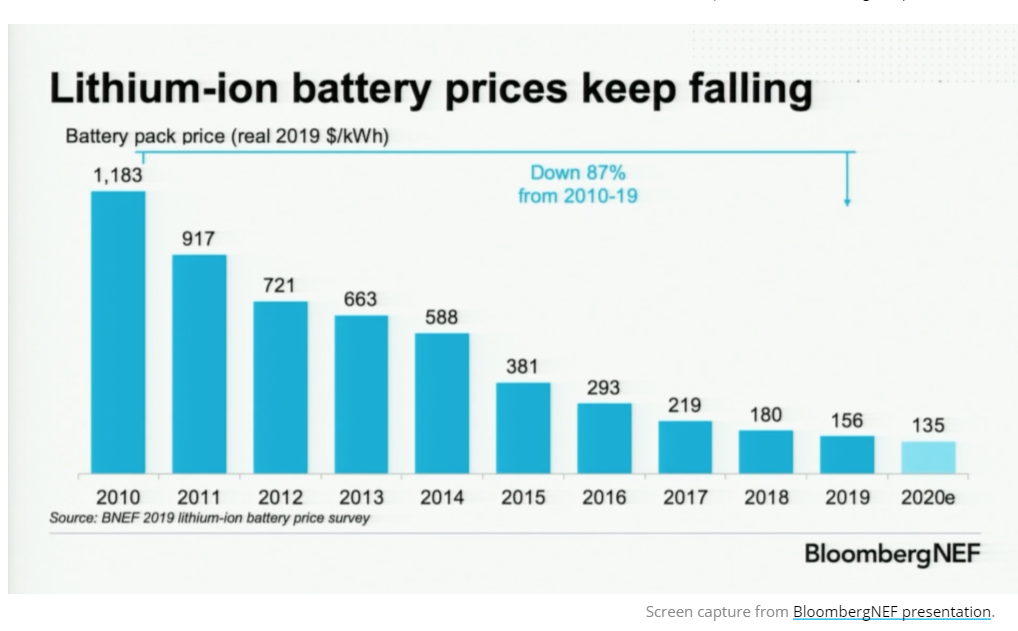 Lithium-ion battery prices keep falling
Battery pack price (real 2019 $/kWh)
Down 87%
from 2010-19
1,183
917
721
663
588
381
293
219
180
156
135
2010 2011 2012 2013 2014 2015 2016 2017 2018 2019 2020e
Source: BNEF 2019 lithium-ion battery price survey
BloombergNEF
Screen capture from BloombergNEF presentation.